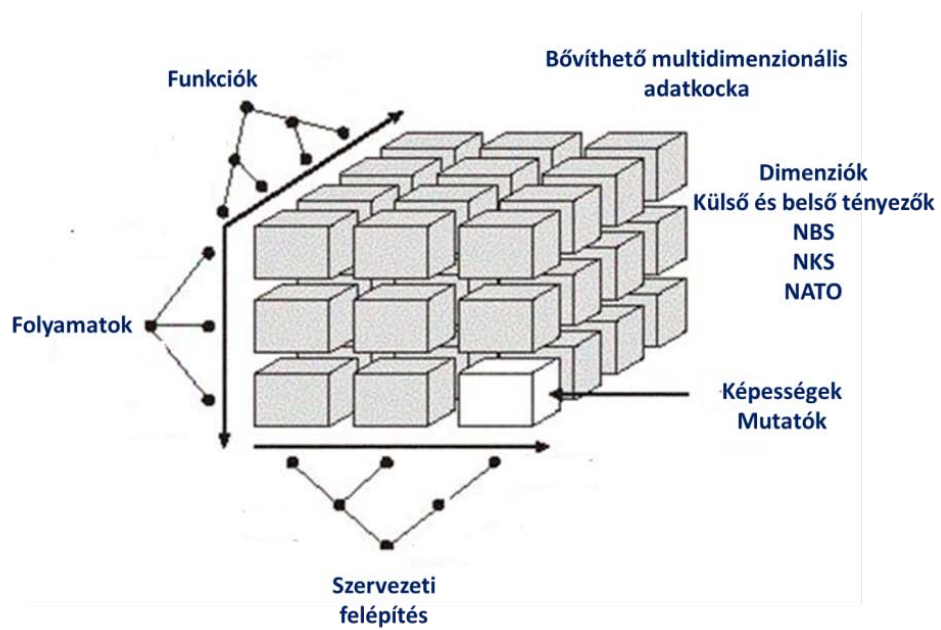 Bővíthető multidimenzionális
adatkocka
Funkciók
Dimenziók
Külső és belső tényezők
NBS
NKS
NATO
Folyamatok
Képességek
Mutatók
Szervezeti
felépítés